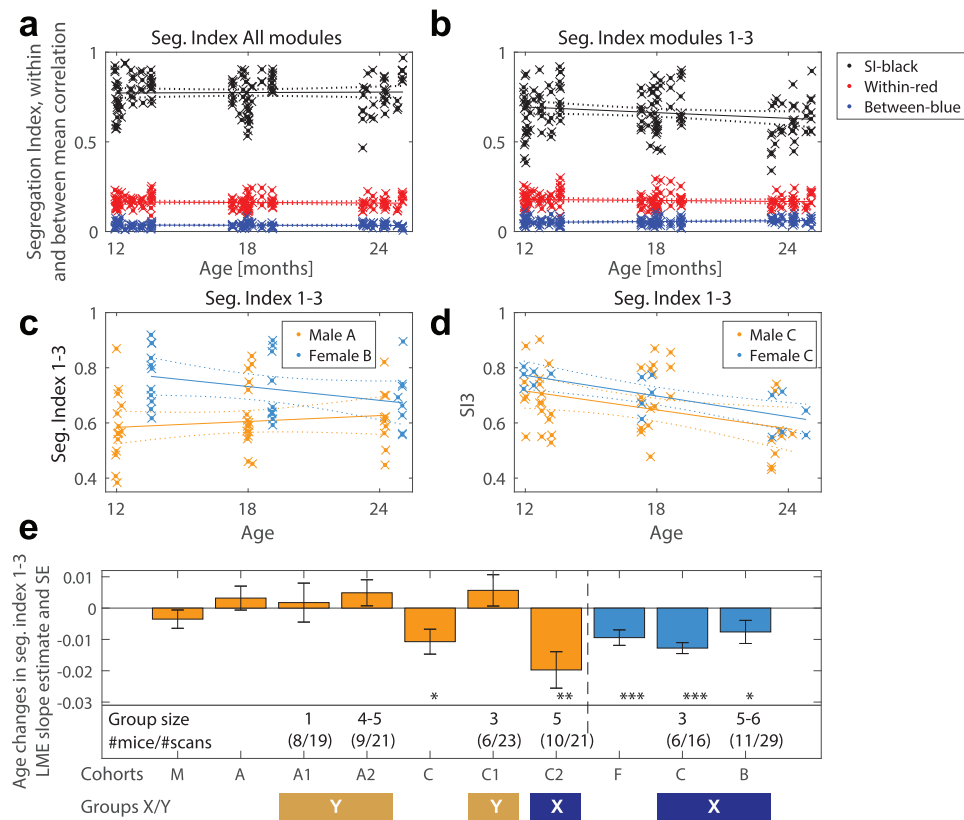 a
Seg. Index All modules
b
Seg. Index modules 1-3
SI-black
Within-red
Between-blue
Segregation Index, within
and between mean correlation
1
0.5
0
12
18
24
Age [months]
1
0.5
0
12
18
24
Age [months]
c
Seg. Index 1-3
Male A
Female B
Seg. Index 1-3
1
0.8
0.6
0.4
12
18
24
Age
d
Seg. Index 1-3
Male C
Female C
SI3
1
0.8
0.6
0.4
12
18
24
Age
e
Age changes in seg. index 1-3
LME slope estimate and SE
0.01
0
-0.01
-0.02
-0.03
* ** *** *** *
Group size 1 4-5 3 5 3 5-6
#mice/#scans (8/19) (9/21) (6/23) (10/21) (6/16) (11/29)
Cohorts M A A1 A2 C C1 C2 F C B
Groups X/Y Y Y X X